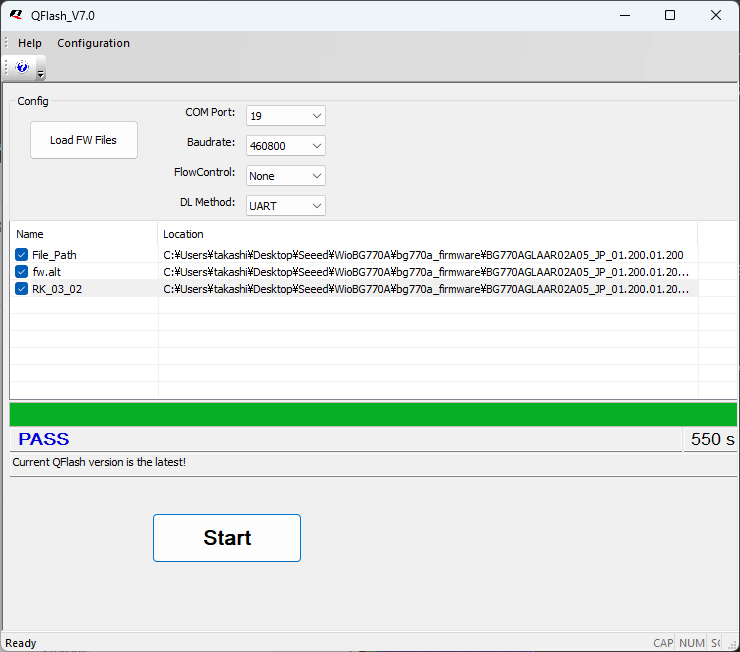 QFlash_V7.0
Help Configuration
Config
Load FW Files
COM Port: 19
Baudrate: 460800
FlowControl: None
DL Method: UART
Name Location
File_Path C:¥Users¥takashi¥Desktop¥Seeed¥WioBG770A¥bg770a_firmware¥BG770AGLAAR02A05_JP_01.200.01.200
fw.alt C:¥Users¥takashi¥Desktop¥Seeed¥WioBG770A¥bg770a_firmware¥BG770AGLAAR02A05_JP_01.200.01.20...
RK_03_02 C:¥Users¥takashi¥Desktop¥Seeed¥WioBG770A¥bg770a_firmware¥BG770AGLAAR02A05_JP_01.200.01.20...
PASS 550 s
Current QFlash version is the latest!
Start
Ready CAP NUM